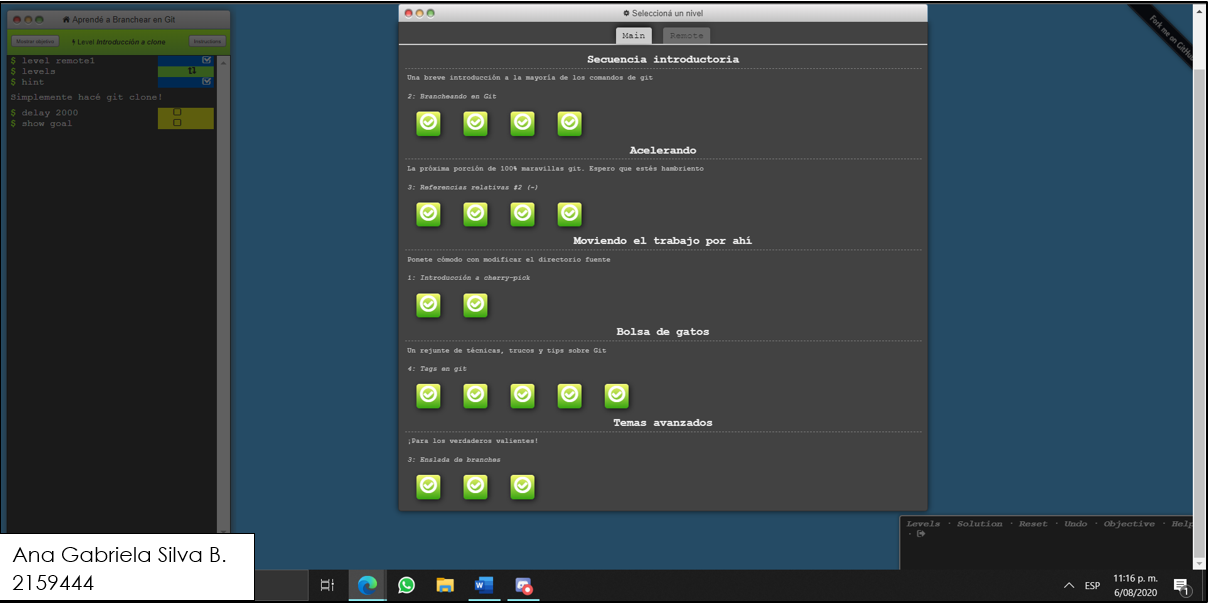 Aprendé a Branchear en Git
Mostrar objetivo
Level Introducción a clone
Instructions
$ level remote1
$ levels
$ hint
Simplemente hacé git clone!
$ delay 2000
$ show goal
Seleccioná un nivel
Main
Remote
Secuencia introductoria
Una breve introducción a la mayoría de los comandos de git
2: Brancheando en Git
Acelerando
La próxima porción de 100% maravillas git. Espero que estés hambriento
3: Referencias relativas #2 (~)
Moviendo el trabajo por ahí
Ponete cómodo con modificar el directorio fuente
1: Introducción a cherry-pick
Bolsa de gatos
Un rejunte de técnicas, trucos y tips sobre Git
4: Tags en git
Temas avanzados
¡Para los verdaderos valientes!
3: Enslada de branches
Fork me on GitHub
Levels · Solution · Reset · Undo · Objective · Help
Ana Gabriela Silva B.
2159444
ESP
11:16 p. m.
6/08/2020
1